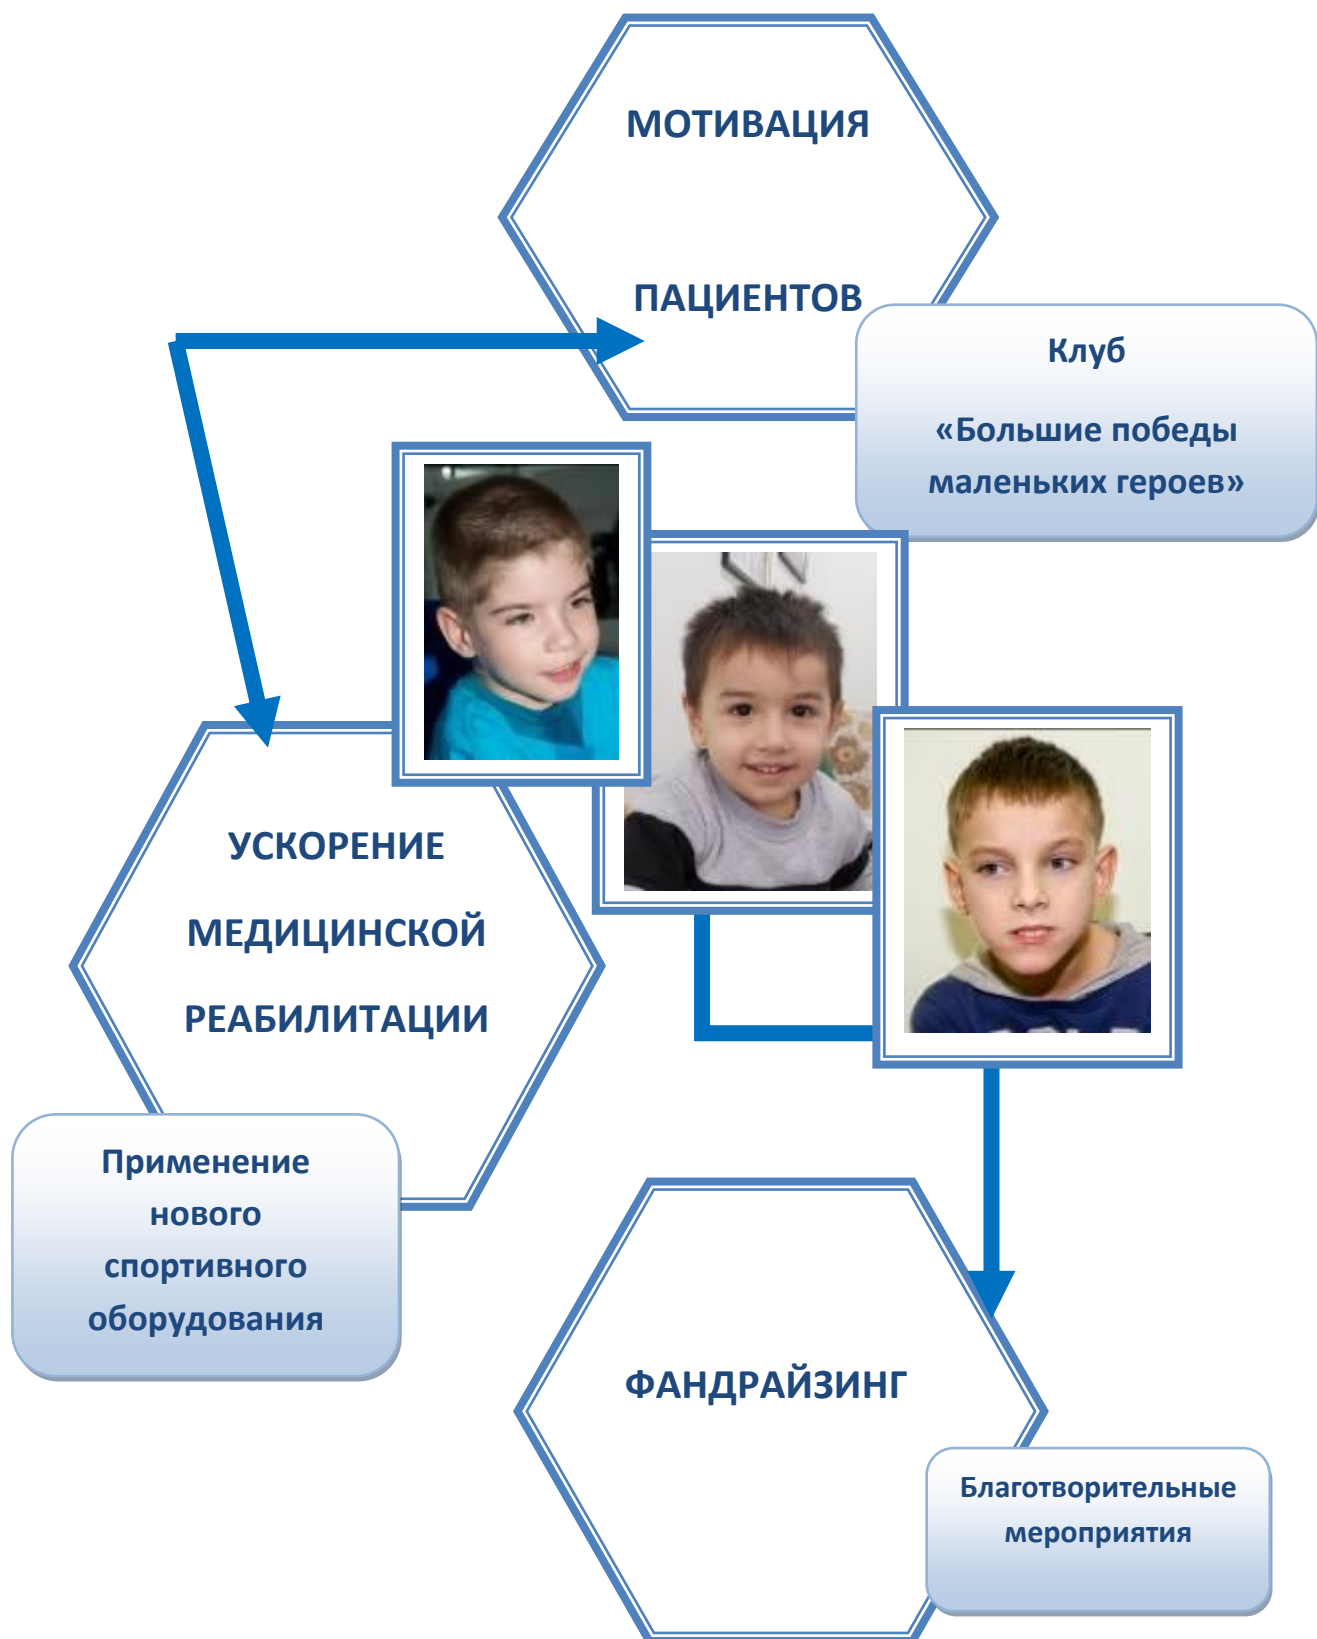 МОТИВАЦИЯ
ПАЦИЕНТОВ
Клуб
«Большие победы
маленьких героев»
УСКОРЕНИЕ
МЕДИЦИНСКОЙ
РЕАБИЛИТАЦИИ
Применение
нового
спортивного
оборудования
ФАНДРАЙЗИНГ
Благотворительные
мероприятия